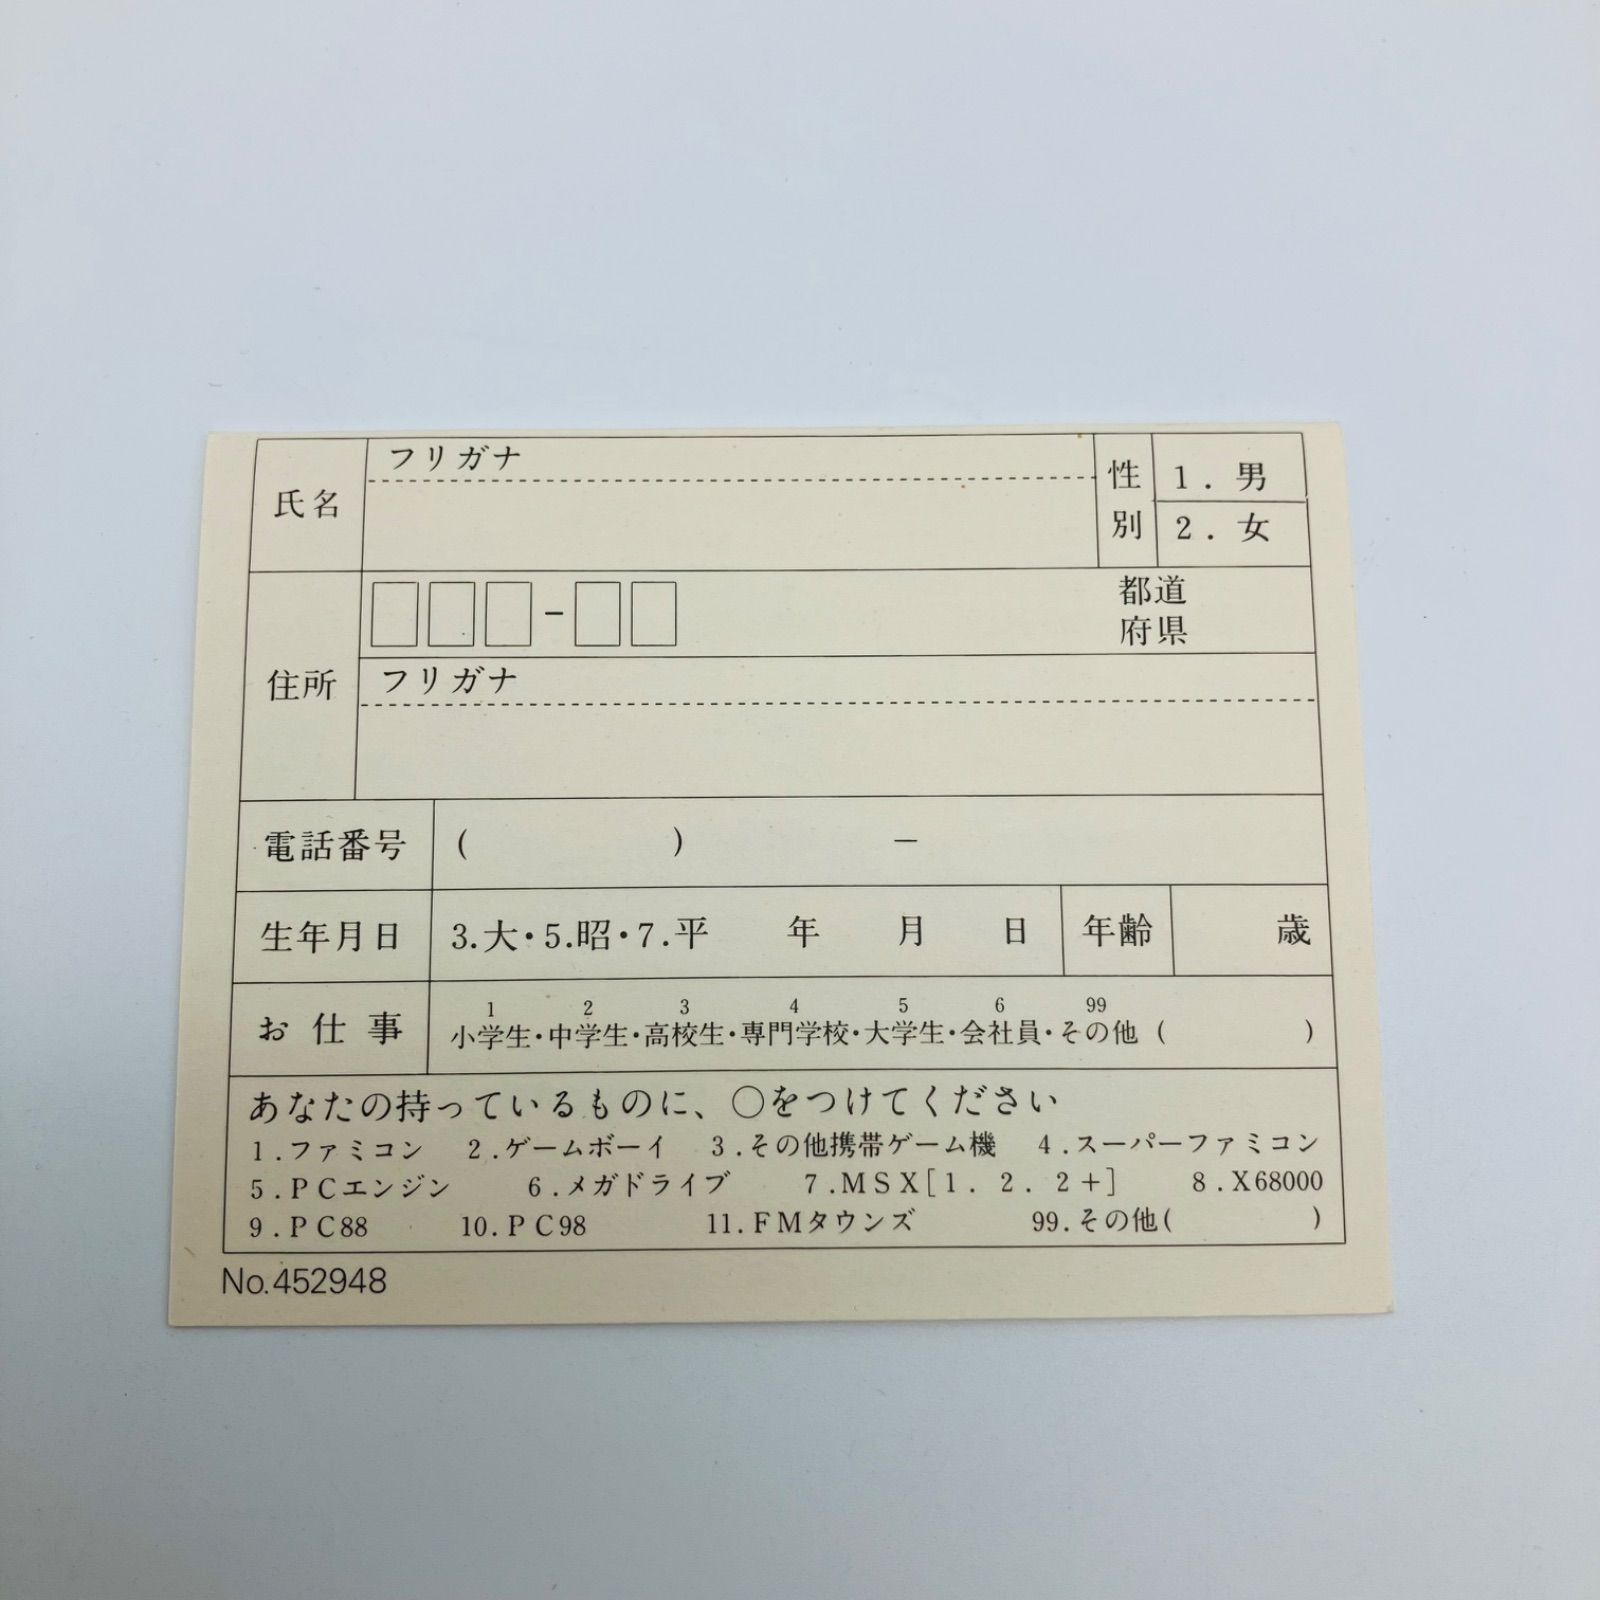 氏名
フリガナ
性別
1．男
2．女
住所
－
都道
府県
フリガナ
電話番号 （ ） －
生年月日 3.大・5.昭・7.平 年 月 日 年齢 歳
1 2 3 4 5 6 99
お仕事 小学生・中学生・高校生・専門学校・大学生・会社員・その他（ ）
あなたの持っているものに、○をつけてください
1.ファミコン 2.ゲームボーイ 3.その他携帯ゲーム機 4.スーパーファミコン
5.PCエンジン 6.メガドライブ 7.MSX[1．2．2+] 8.X68000
9.PC88 10.PC98 11.FMタウンズ 99.その他( )
No.452948